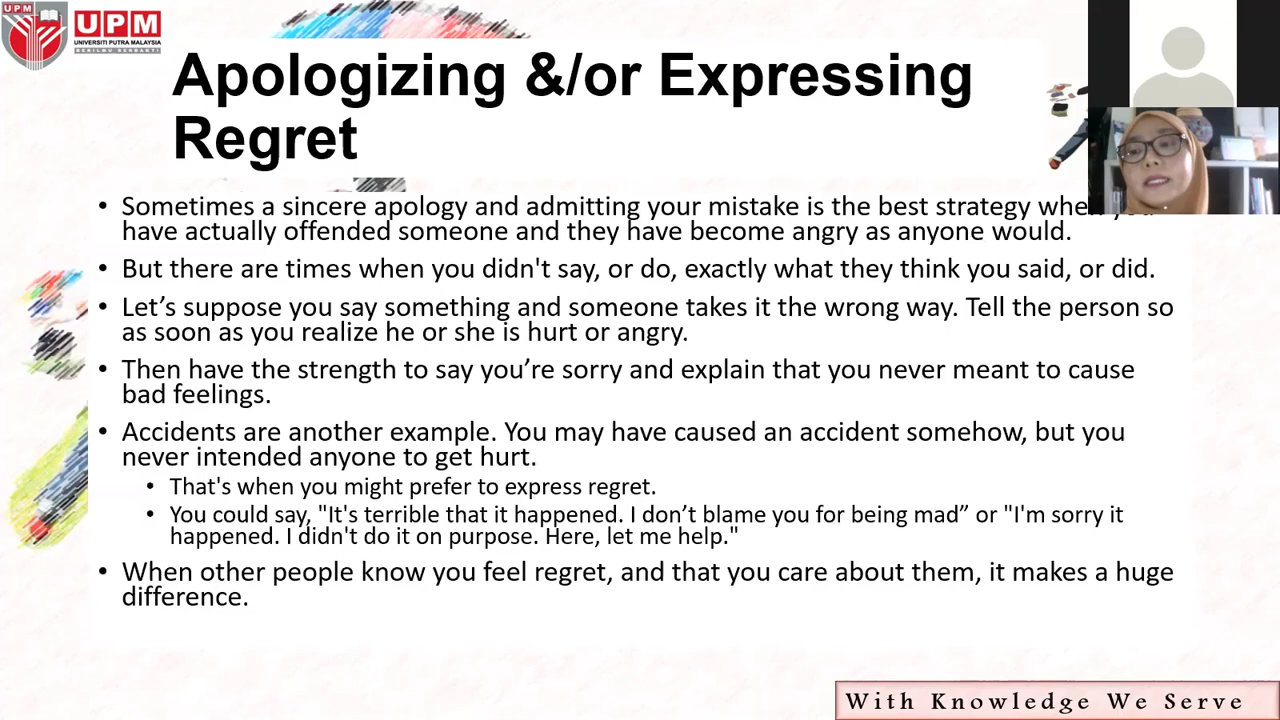 UPM
UPM
UNIVERSITI PUTRA MALAYSIA
BERILMU BERBAKTI
Apologizing &/or Expressing
Regret
• Sometimes a sincere apology and admitting your mistake is the best strategy when you
have actually offended someone and they have become angry as anyone would.
• But there are times when you didn't say, or do, exactly what they think you said, or did.
• Let’s suppose you say something and someone takes it the wrong way. Tell the person so
as soon as you realize he or she is hurt or angry.
• Then have the strength to say you’re sorry and explain that you never meant to cause
bad feelings.
• Accidents are another example. You may have caused an accident somehow, but you
never intended anyone to get hurt.
• That's when you might prefer to express regret.
• You could say, "It's terrible that it happened. I don’t blame you for being mad” or "I'm sorry it
happened. I didn't do it on purpose. Here, let me help."
• When other people know you feel regret, and that you care about them, it makes a huge
difference.
With Knowledge We Serve